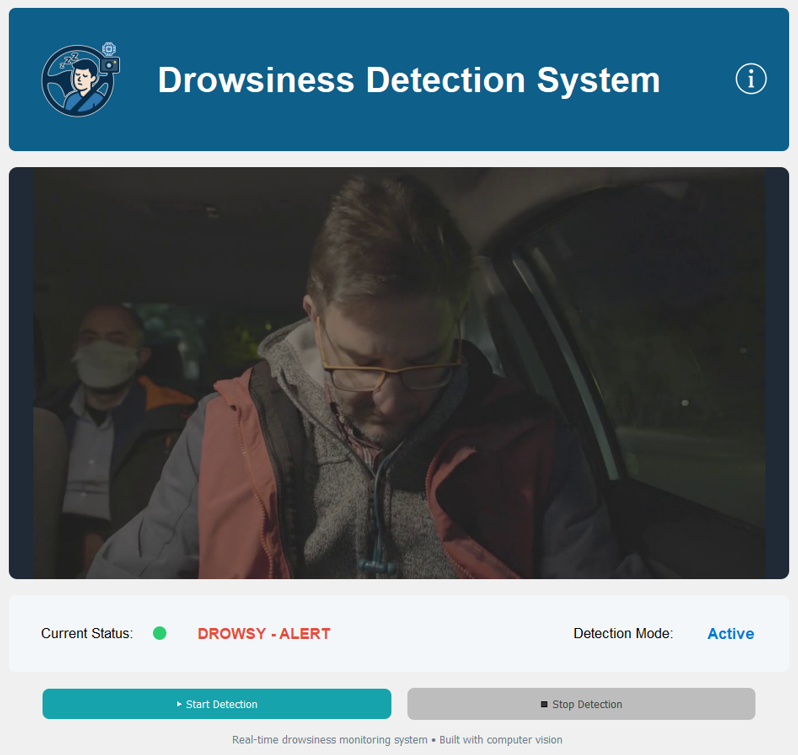 Drowsiness Detection System
Current Status: DROWSY - ALERT Detection Mode: Active
Start Detection Stop Detection
Real-time drowsiness monitoring system • Built with computer vision